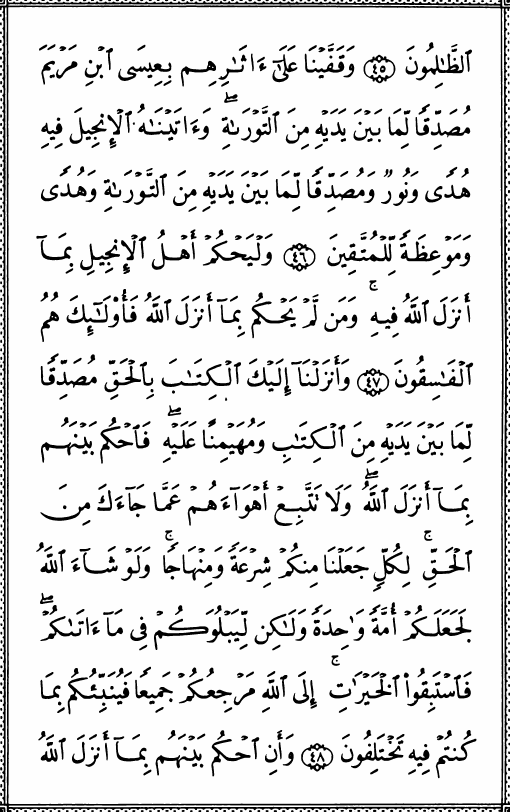 ٱلظَّٰلِمُونَ ٤٥ وَقَفَّيْنَا عَلَىٰٓ ءَاثَٰرِهِم بِعِيسَى ٱبْنِ مَرْيَمَ
مُصَدِّقًا لِّمَا بَيْنَ يَدَيْهِ مِنَ ٱلتَّوْرَىٰةِ ۖ وَءَاتَيْنَٰهُ ٱلْإِنجِيلَ فِيهِ
هُدًى وَنُورٌ وَمُصَدِّقًا لِّمَا بَيْنَ يَدَيْهِ مِنَ ٱلتَّوْرَىٰةِ وَهُدًى
وَمَوْعِظَةً لِّلْمُتَّقِينَ ٤٦ وَلْيَحْكُمْ أَهْلُ ٱلْإِنجِيلِ بِمَآ
أَنزَلَ ٱللَّهُ فِيهِ ۚ وَمَن لَّمْ يَحْكُم بِمَآ أَنزَلَ ٱللَّهُ فَأُو۟لَٰٓئِكَ هُمُ
ٱلْفَٰسِقُونَ ٤٧ وَأَنزَلْنَآ إِلَيْكَ ٱلْكِتَٰبَ بِٱلْحَقِّ مُصَدِّقًا
لِّمَا بَيْنَ يَدَيْهِ مِنَ ٱلْكِتَٰبِ وَمُهَيْمِنًا عَلَيْهِ ۖ فَٱحْكُم بَيْنَهُم
بِمَآ أَنزَلَ ٱللَّهُ ۖ وَلَا تَتَّبِعْ أَهْوَآءَهُمْ عَمَّا جَآءَكَ مِنَ
ٱلْحَقِّ ۚ لِكُلٍّ جَعَلْنَا مِنكُمْ شِرْعَةً وَمِنْهَاجًا ۚ وَلَوْ شَآءَ ٱللَّهُ
لَجَعَلَكُمْ أُمَّةً وَٰحِدَةً وَلَٰكِن لِّيَبْلُوَكُمْ فِى مَآ ءَاتَىٰكُمْ ۖ
فَٱسْتَبِقُوا۟ ٱلْخَيْرَٰتِ ۚ إِلَى ٱللَّهِ مَرْجِعُكُمْ جَمِيعًا فَيُنَبِّئُكُم بِمَا
كُنتُمْ فِيهِ تَخْتَلِفُونَ ٤٨ وَأَنِ ٱحْكُم بَيْنَهُم بِمَآ أَنزَلَ ٱللَّهُ